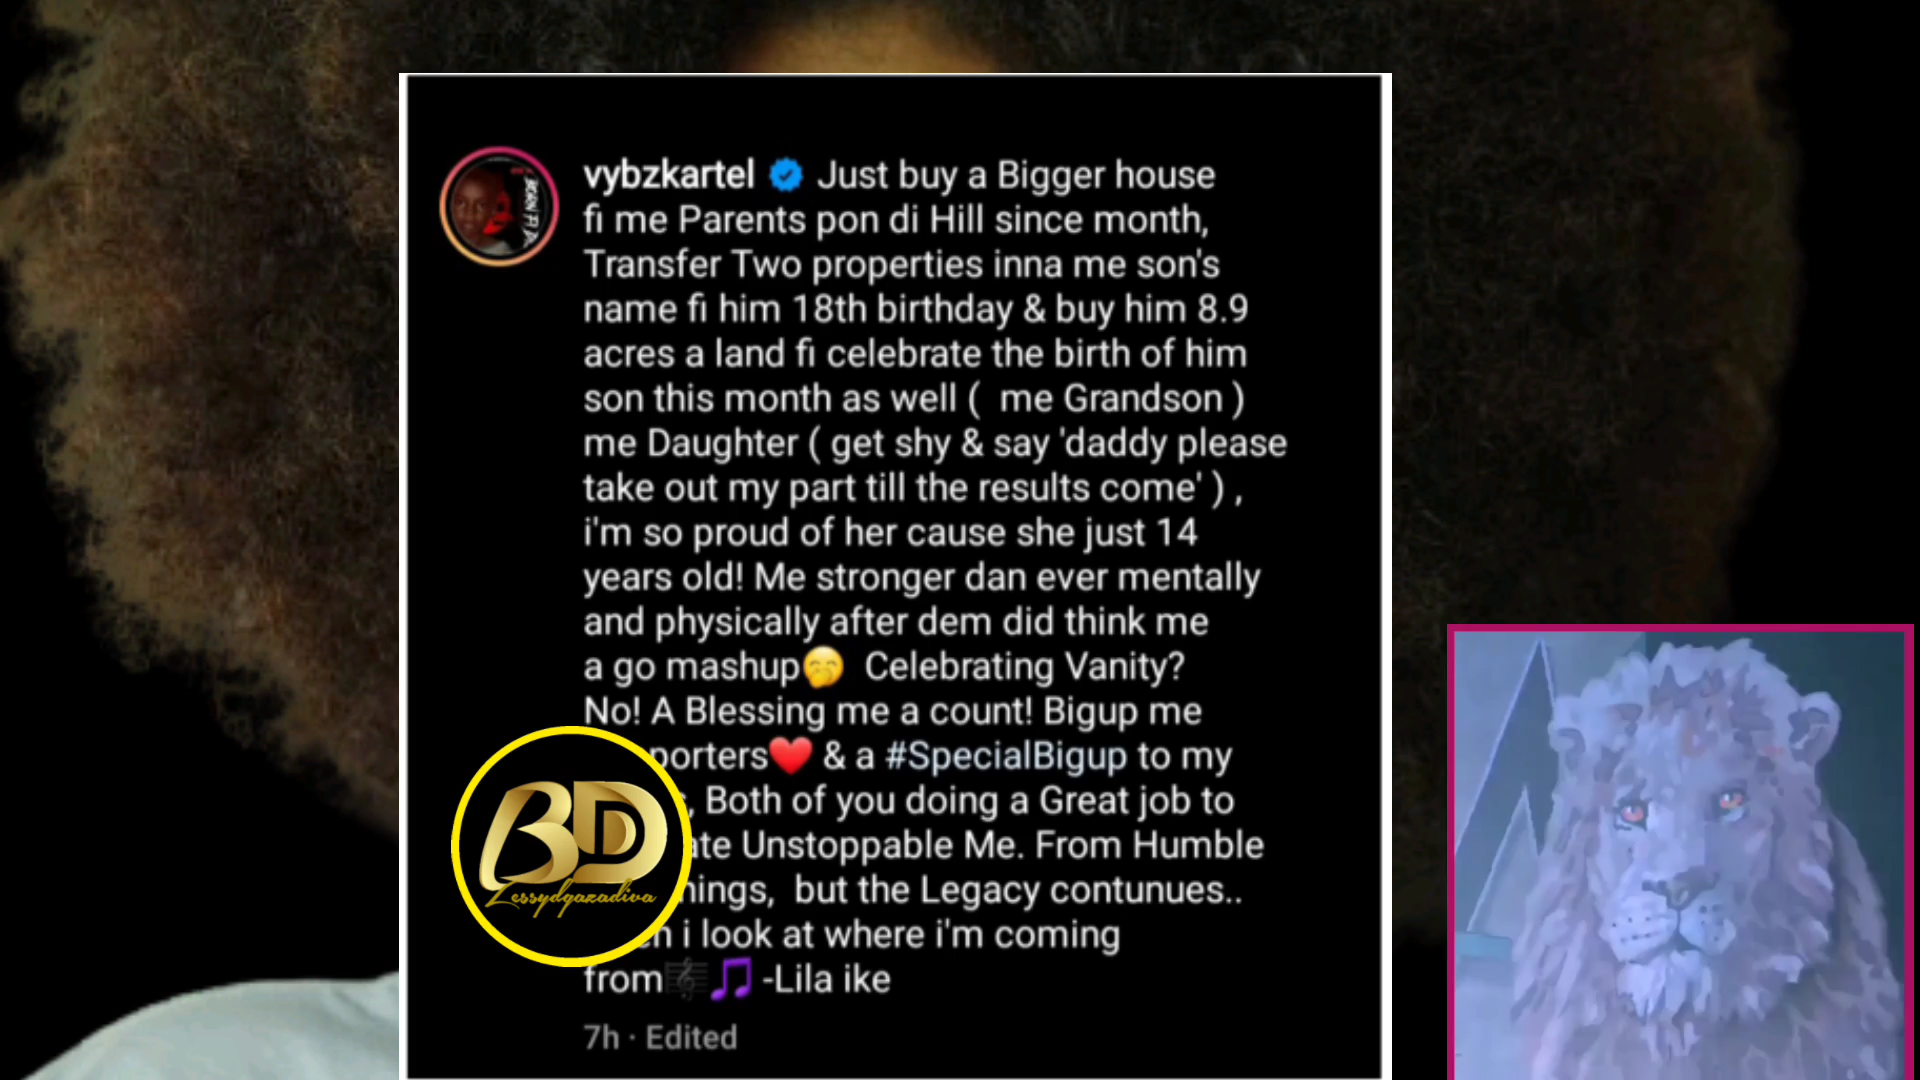 vybzkartel Just buy a Bigger house
fi me Parents pon di Hill since month,
Transfer Two properties inna me son's
name fi him 18th birthday & buy him 8.9
acres a land fi celebrate the birth of him
son this month as well ( me Grandson )
me Daughter ( get shy & say 'daddy please
take out my part till the results come' ) ,
i'm so proud of her cause she just 14
years old! Me stronger dan ever mentally
and physically after dem did think me
a go mashup🤭 Celebrating Vanity?
No! A Blessing me a count! Bigup me
porters❤️ & a #SpecialBigup to my
, Both of you doing a Great job to
ate Unstoppable Me. From Humble
nings, but the Legacy contunues..
n i look at where i'm coming
from🎼🎵 -Lila ike
7h · Edited
BD
Lessydgazadiva